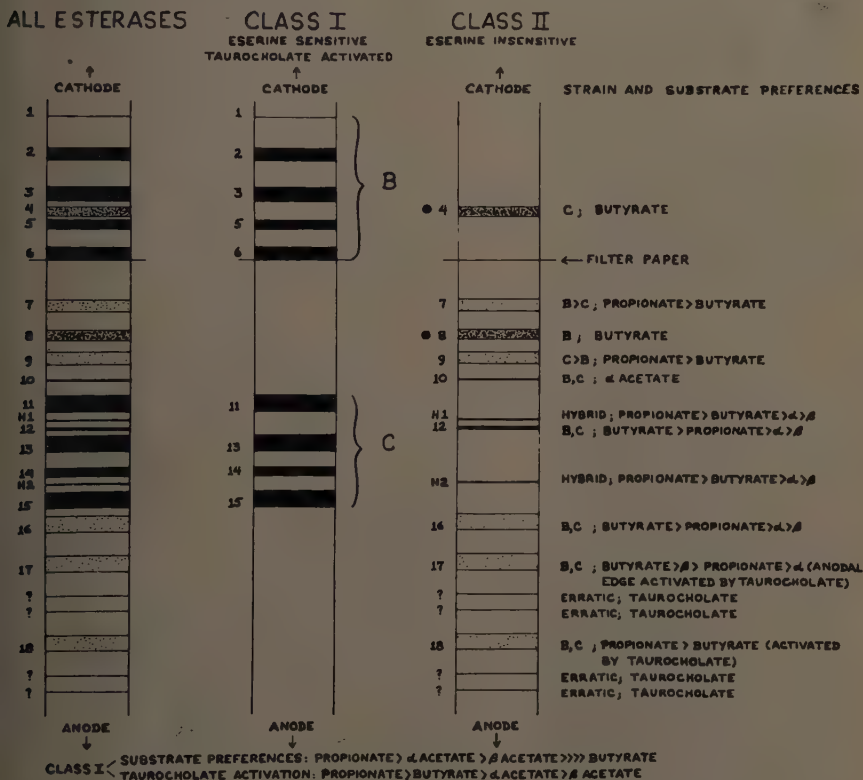 ALL ESTERASES
CLASS I
ESERINE SENSITIVE
TAUROCHOLATE ACTIVATED
CLASS II
ESERINE INSENSITIVE
CATHODE
CATHODE
CATHODE
STRAIN AND SUBSTRATE PREFERENCES
1
2
3
4
5
6
7
8
9
10
11
H1
12
13
14
H2
15
16
17
?
?
18
?
?
ANODE
1
2
3
5
6
B
11
13
14
15
C
ANODE
4 C; BUTYRATE
← FILTER PAPER
7 B>C; PROPIONATE>BUTYRATE
8 B; BUTYRATE
9 C>B; PROPIONATE>BUTYRATE
10 B,C; α ACETATE
H1 HYBRID; PROPIONATE>BUTYRATE>α>β
12 B,C; BUTYRATE>PROPIONATE>α>β
H2 HYBRID; PROPIONATE>BUTYRATE>α>β
16 B,C; BUTYRATE>PROPIONATE>α>β
17 B,C; BUTYRATE>β>PROPIONATE>α (ANODAL
EDGE ACTIVATED BY TAUROCHOLATE)
? ERRATIC; TAUROCHOLATE
? ERRATIC; TAUROCHOLATE
18 B,C; PROPIONATE>BUTYRATE (ACTIVATED
BY TAUROCHOLATE)
? ERRATIC; TAUROCHOLATE
? ERRATIC; TAUROCHOLATE
ANODE
CLASS I
SUBSTRATE PREFERENCES: PROPIONATE>α ACETATE>β ACETATE>>>>BUTYRATE
TAUROCHOLATE ACTIVATION: PROPIONATE>BUTYRATE>α ACETATE>β ACETATE